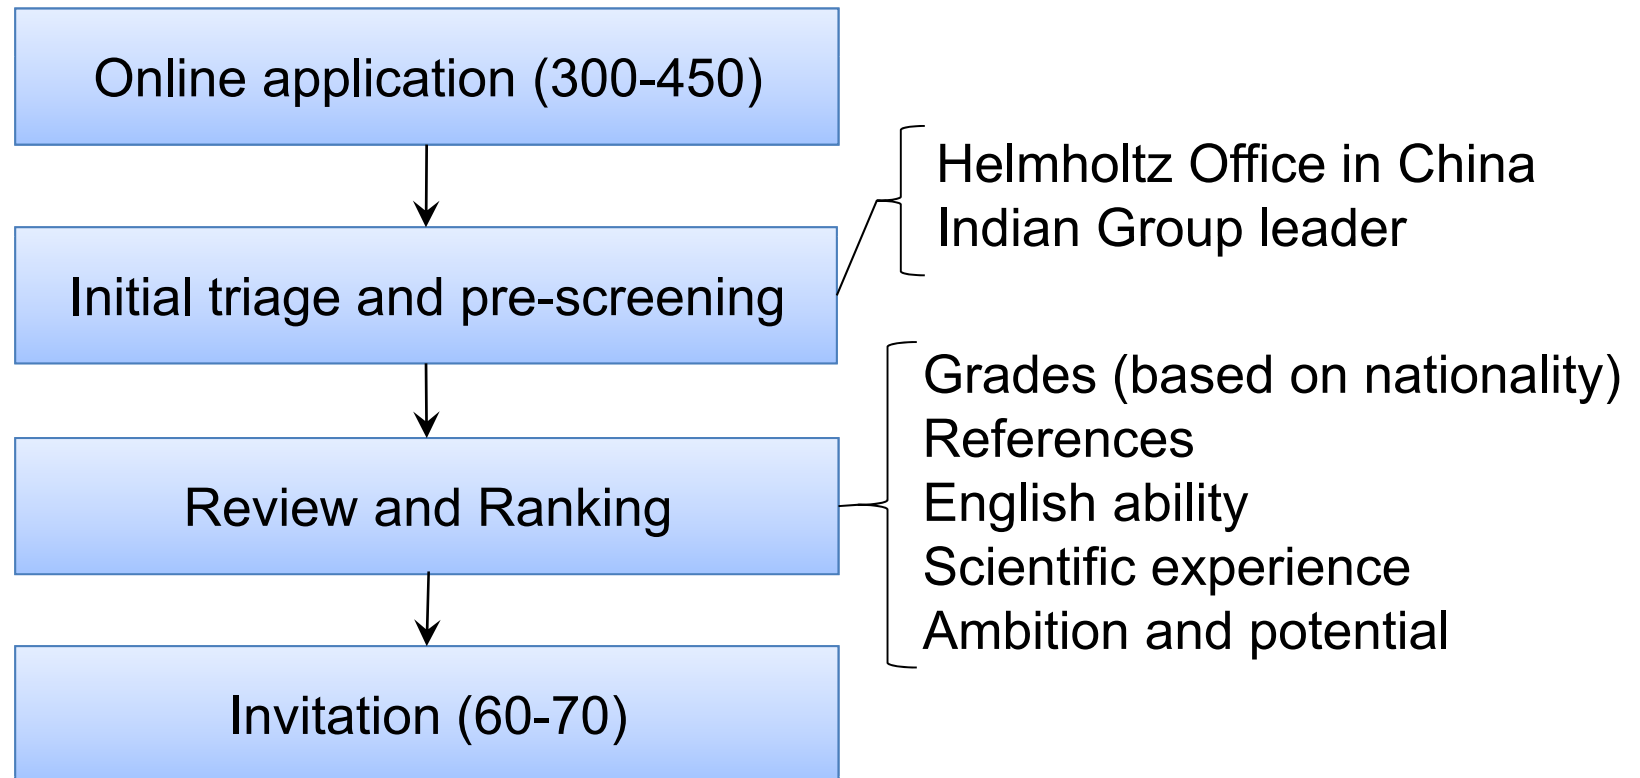 Online application (300-450)
Helmholtz Office in China
Indian Group leader
Initial triage and pre-screening
Grades (based on nationality)
References
English ability
Scientific experience
Ambition and potential
Review and Ranking
Invitation (60-70)